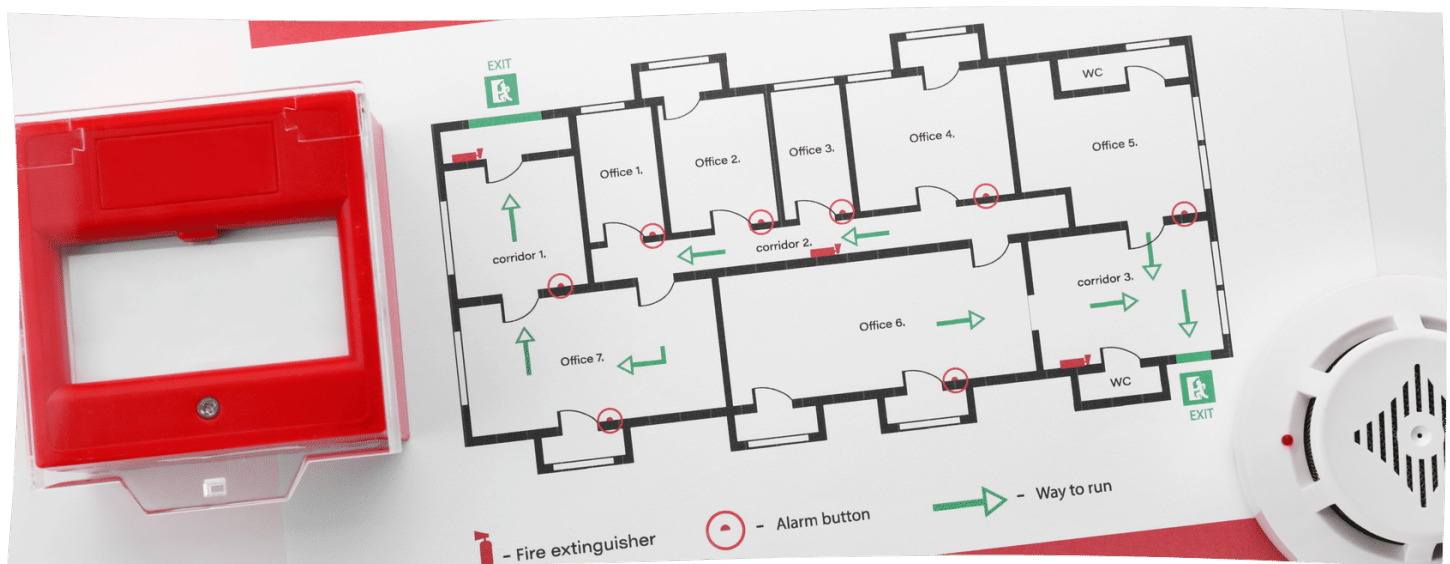 EXIT
WC
Office 1.
Office 2.
Office 3.
Office 4.
Office 5.
corridor 1.
corridor 2.
corridor 3.
Office 6.
Office 7.
WC
EXIT
– Fire extinguisher
– Alarm button
– Way to run